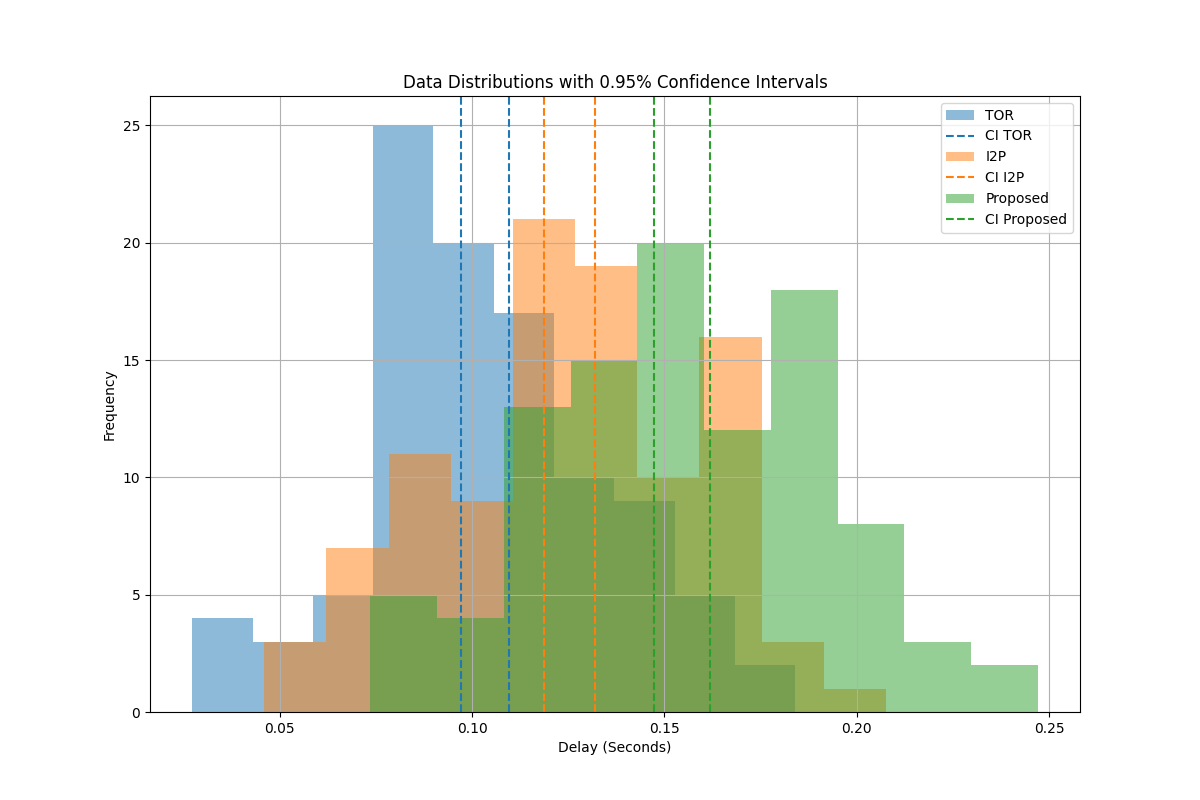 Data Distributions with 0.95% Confidence Intervals
TOR
CI TOR
I2P
CI I2P
Proposed
CI Proposed
25
20
15
10
5
0
Frequency
0.05 0.10 0.15 0.20 0.25
Delay (Seconds)